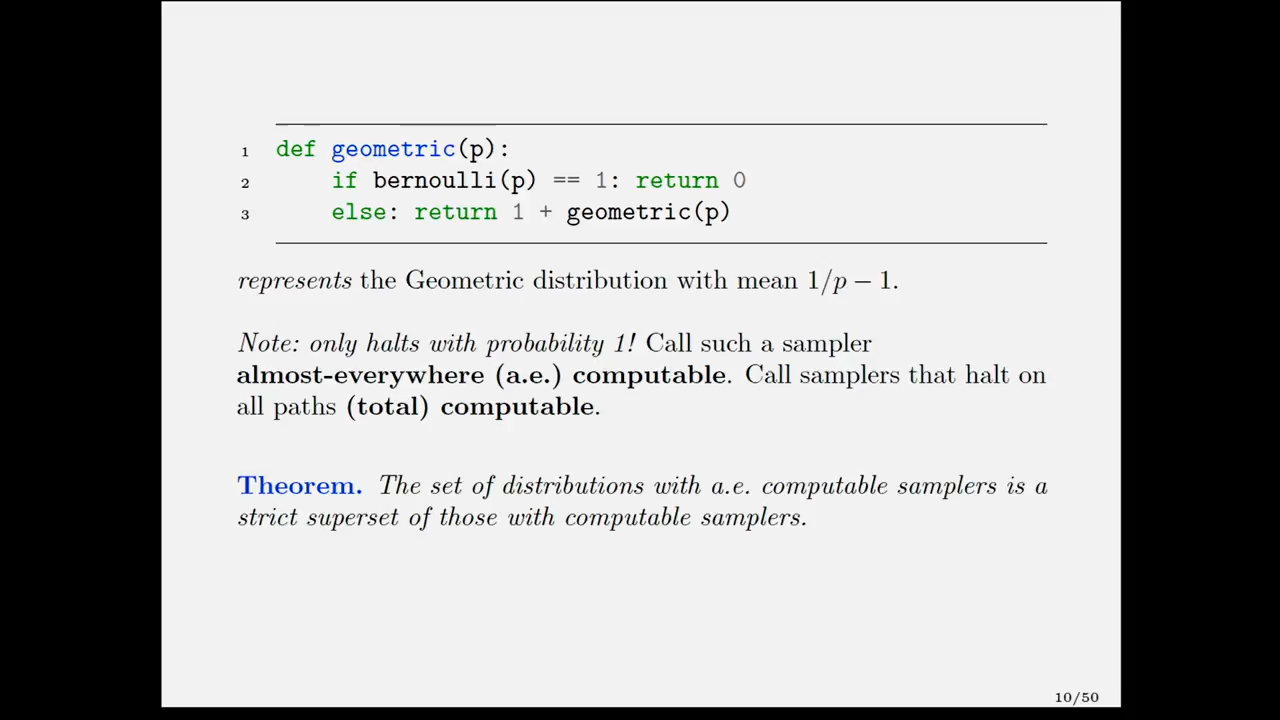 1 def geometric(p):
2 if bernoulli(p) == 1: return 0
3 else: return 1 + geometric(p)
represents the Geometric distribution with mean 1/p − 1.
Note: only halts with probability 1! Call such a sampler
almost-everywhere (a.e.) computable. Call samplers that halt on
all paths (total) computable.
Theorem. The set of distributions with a.e. computable samplers is a
strict superset of those with computable samplers.
10/50